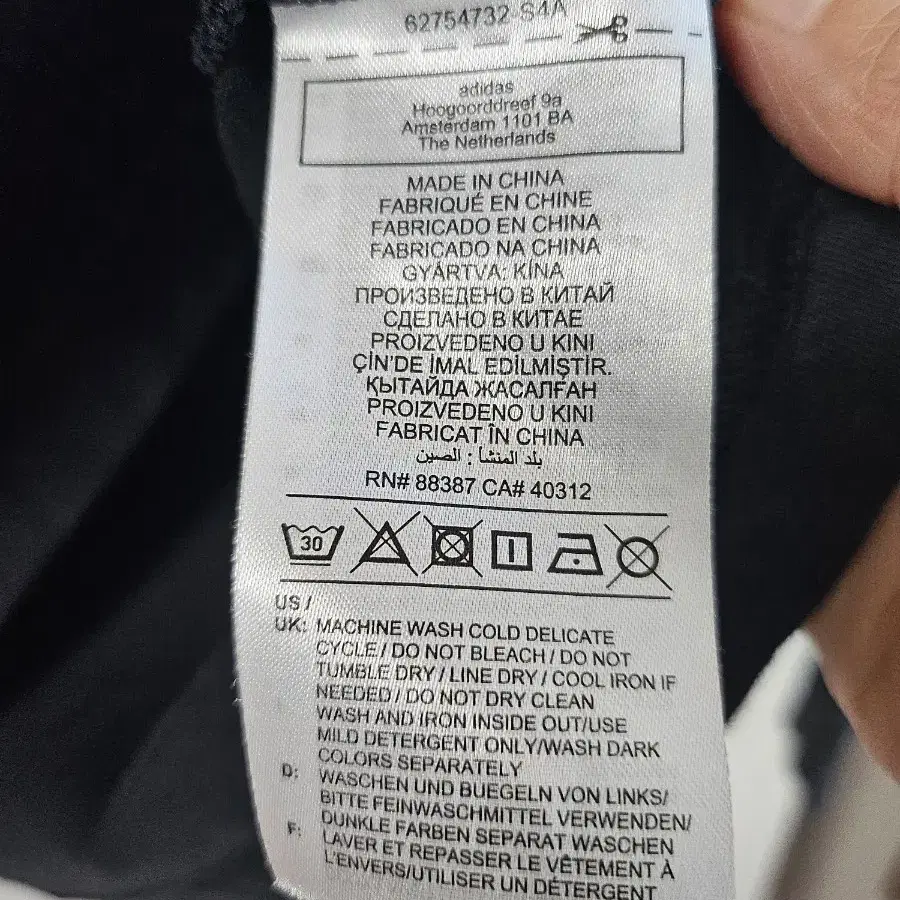 62754732 S4A
adidas
Hoogoorddreef 9a
Amsterdam 1101 BA
The Netherlands
MADE IN CHINA
FABRIQUÉ EN CHINE
FABRICADO EN CHINA
FABRICADO NA CHINA
GYÁRTVA: KÍNA
ПРОИЗВЕДЕНО В КИТАЙ
СДЕЛАНО В КИТАЕ
PROIZVEDENO U KINI
ÇİN'DE İMAL EDİLMİŞTİR.
ҚЫТАЙДА ЖАСАЛҒАН
PROIZVEDENO U KINI
FABRICAT ÎN CHINA
بلد المنشأ : الصين
RN# 88387 CA# 40312
30
US /
UK: MACHINE WASH COLD DELICATE
CYCLE / DO NOT BLEACH / DO NOT
TUMBLE DRY / LINE DRY / COOL IRON IF
NEEDED / DO NOT DRY CLEAN
WASH AND IRON INSIDE OUT/USE
MILD DETERGENT ONLY/WASH DARK
COLORS SEPARATELY
D: WASCHEN UND BUEGELN VON LINKS/
BITTE FEINWASCHMITTEL VERWENDEN/
DUNKLE FARBEN SEPARAT WASCHEN
F: LAVER ET REPASSER LE VÊTEMENT À
L'ENVERS/UTILISER UN DÉTERGENT